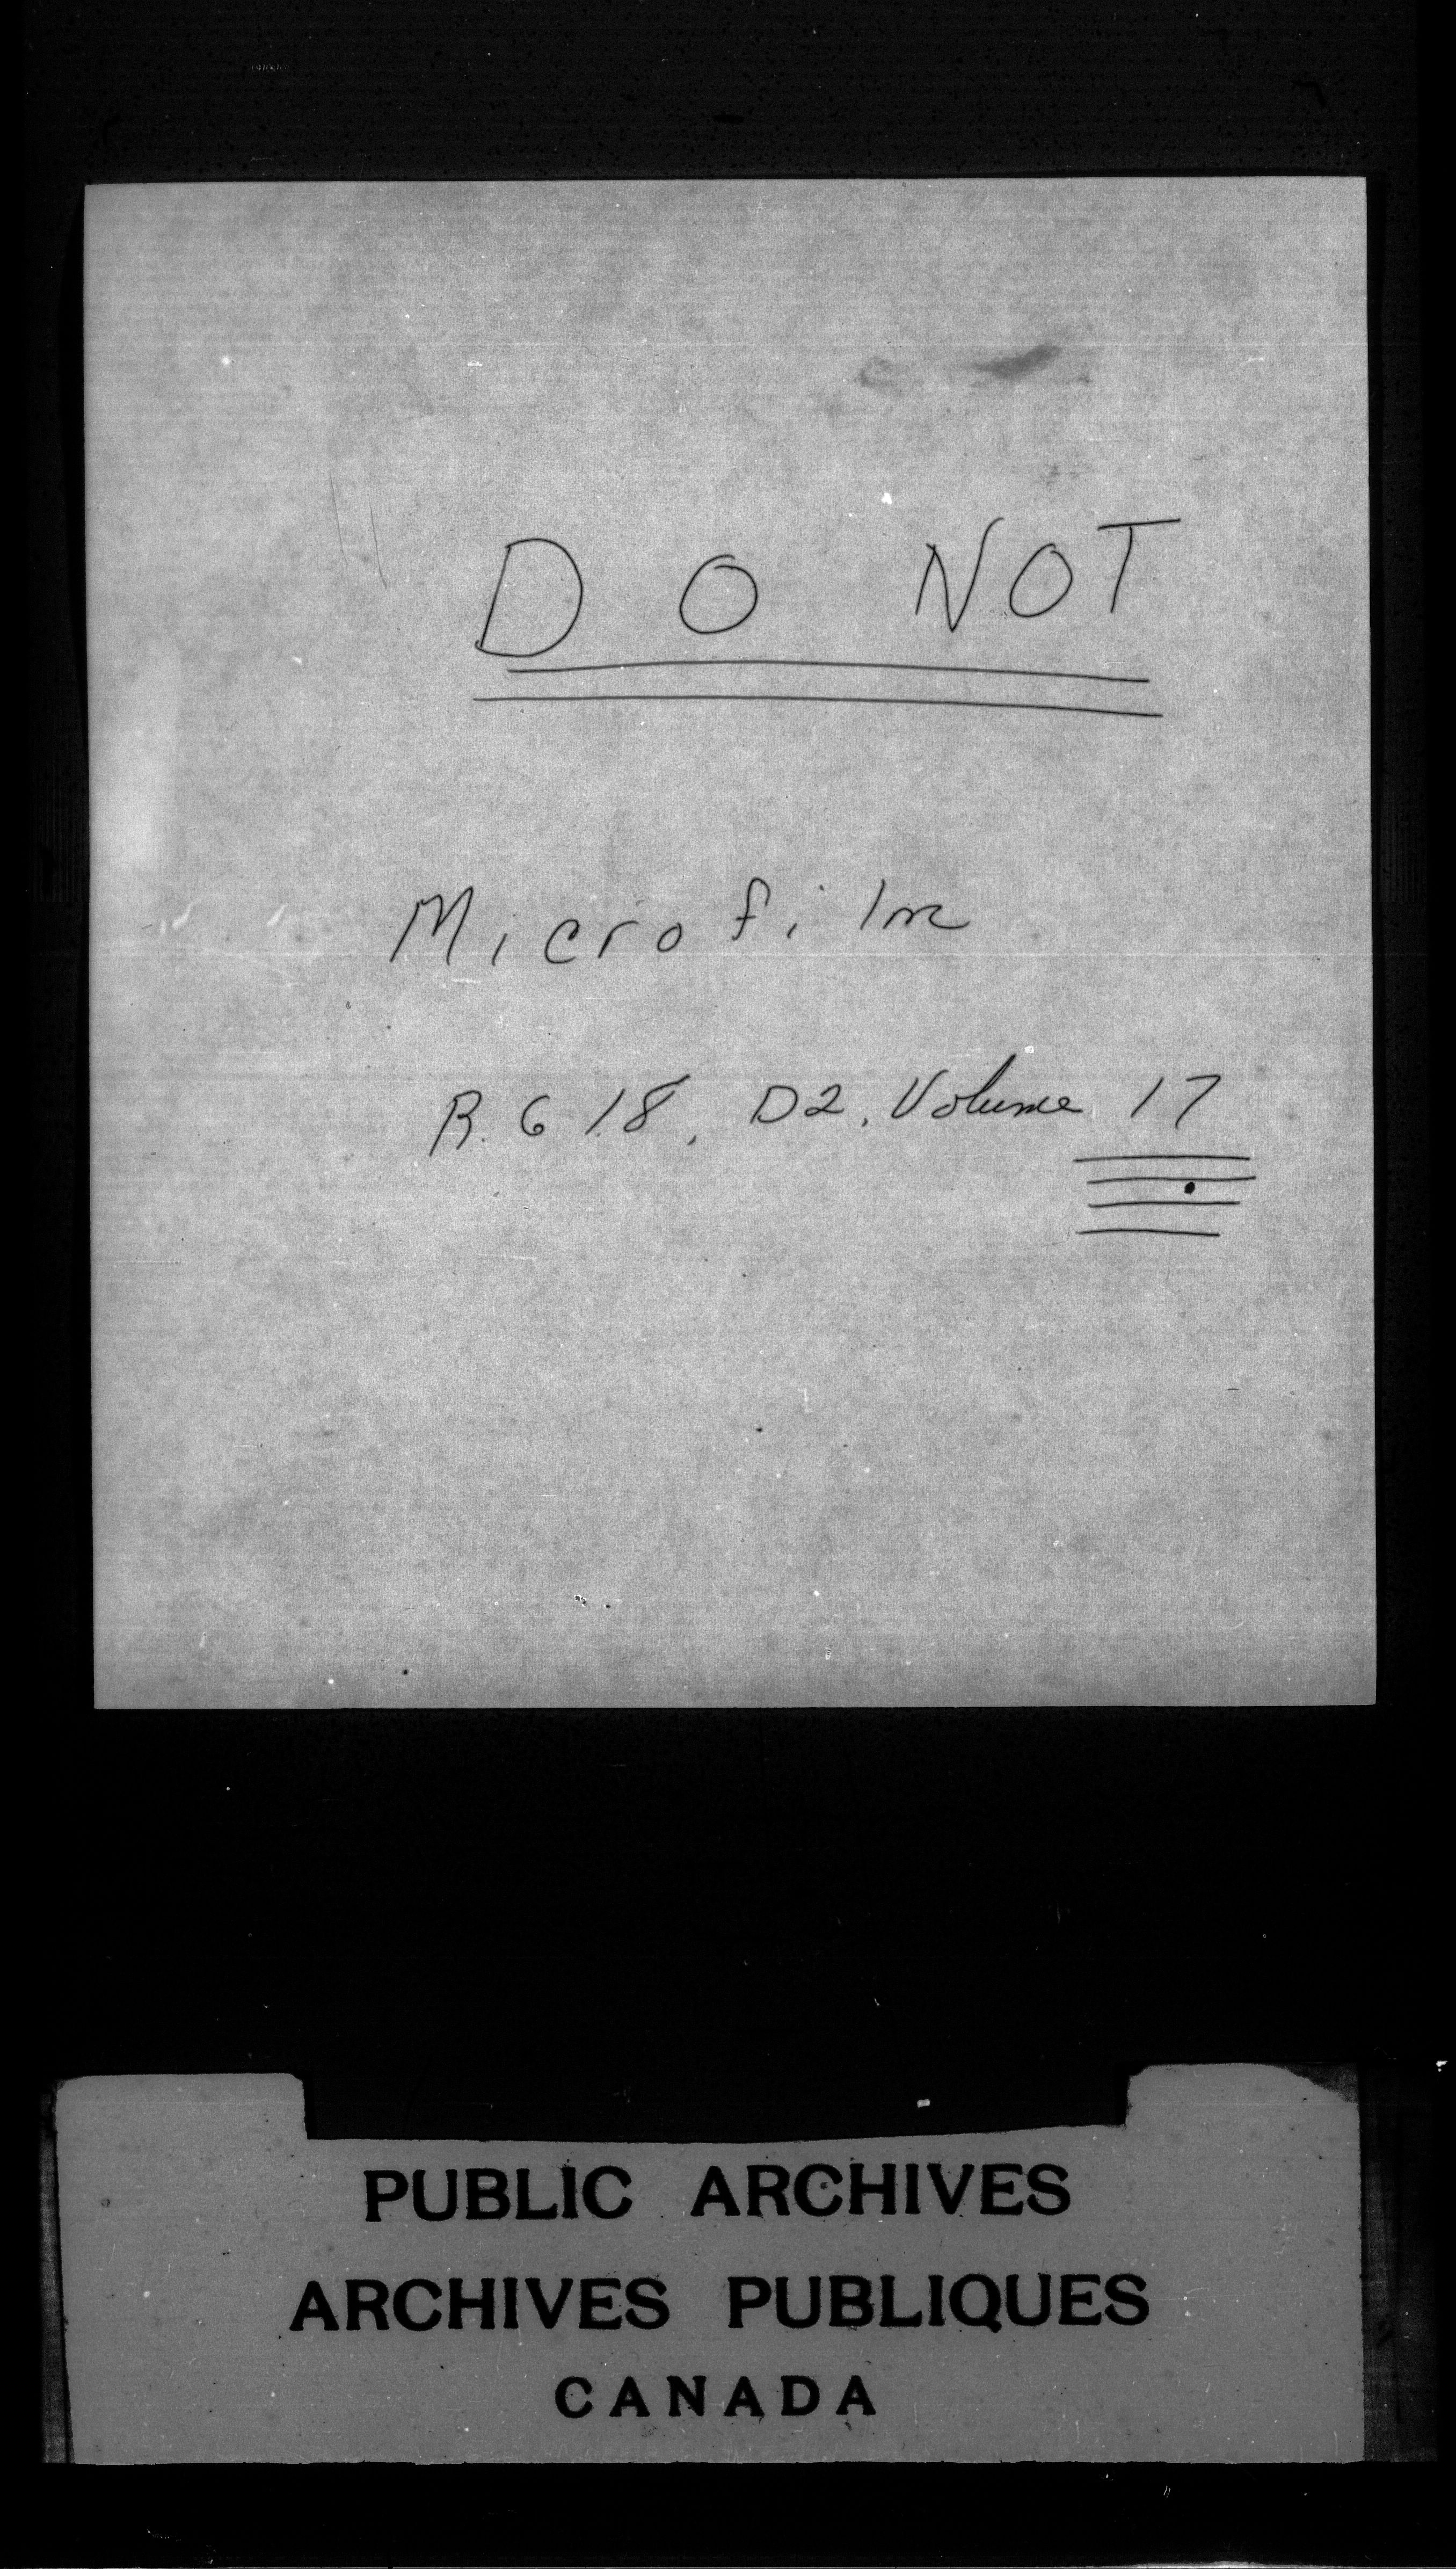 DO NOT
Microfilm
R.G 18, D2, Volume 17
PUBLIC ARCHIVES
ARCHIVES PUBLIQUES
CANADA